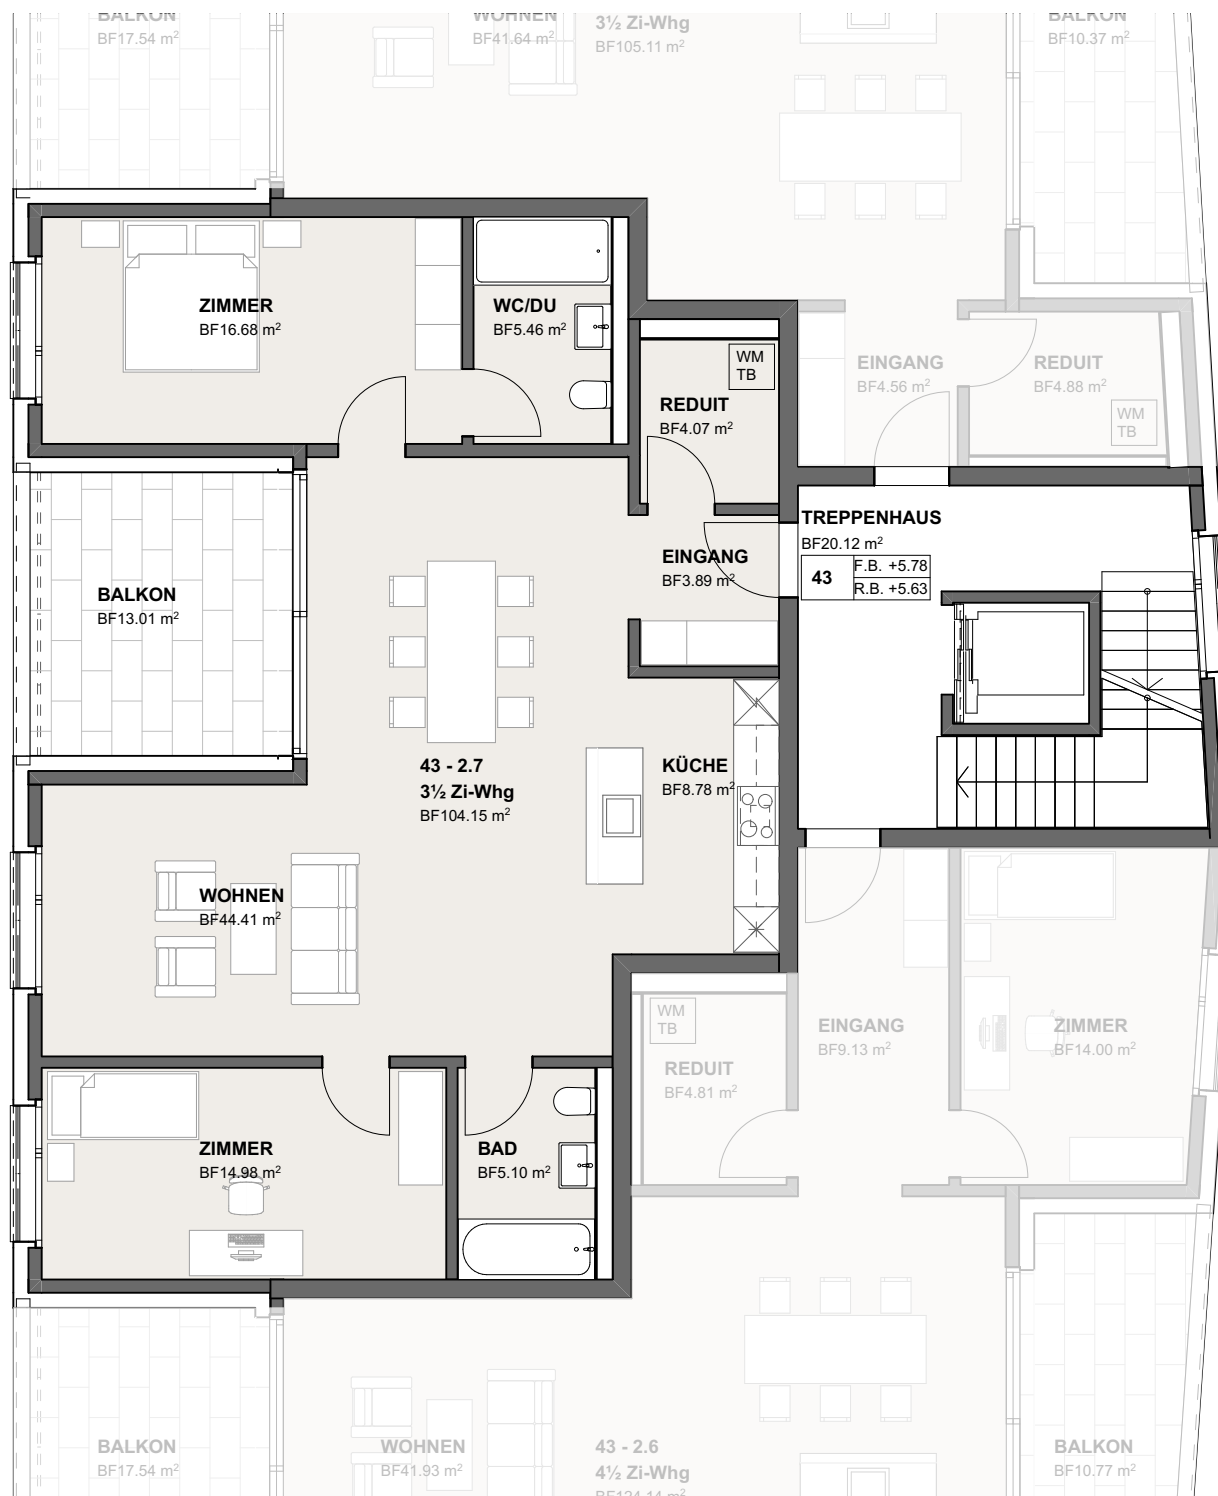 BALKON
BF17.54 m²
WOHNEN
BF41.64 m²
3½ Zi-Whg
BF105.11 m²
BALKON
BF10.37 m²
ZIMMER
BF16.68 m²
WC/DU
BF5.46 m²
WM
TB
REDUIT
BF4.07 m²
EINGANG
BF4.56 m²
REDUIT
BF4.88 m²
WM
TB
TREPPENHAUS
BF20.12 m²
43
F.B. +5.78
R.B. +5.63
EINGANG
BF3.89 m²
BALKON
BF13.01 m²
43 - 2.7
3½ Zi-Whg
BF104.15 m²
KÜCHE
BF8.78 m²
WOHNEN
BF44.41 m²
WM
TB
REDUIT
BF4.81 m²
EINGANG
BF9.13 m²
ZIMMER
BF14.00 m²
ZIMMER
BF14.98 m²
BAD
BF5.10 m²
BALKON
BF17.54 m²
WOHNEN
BF41.93 m²
43 - 2.6
4½ Zi-Whg
BF124.14 m²
BALKON
BF10.77 m²